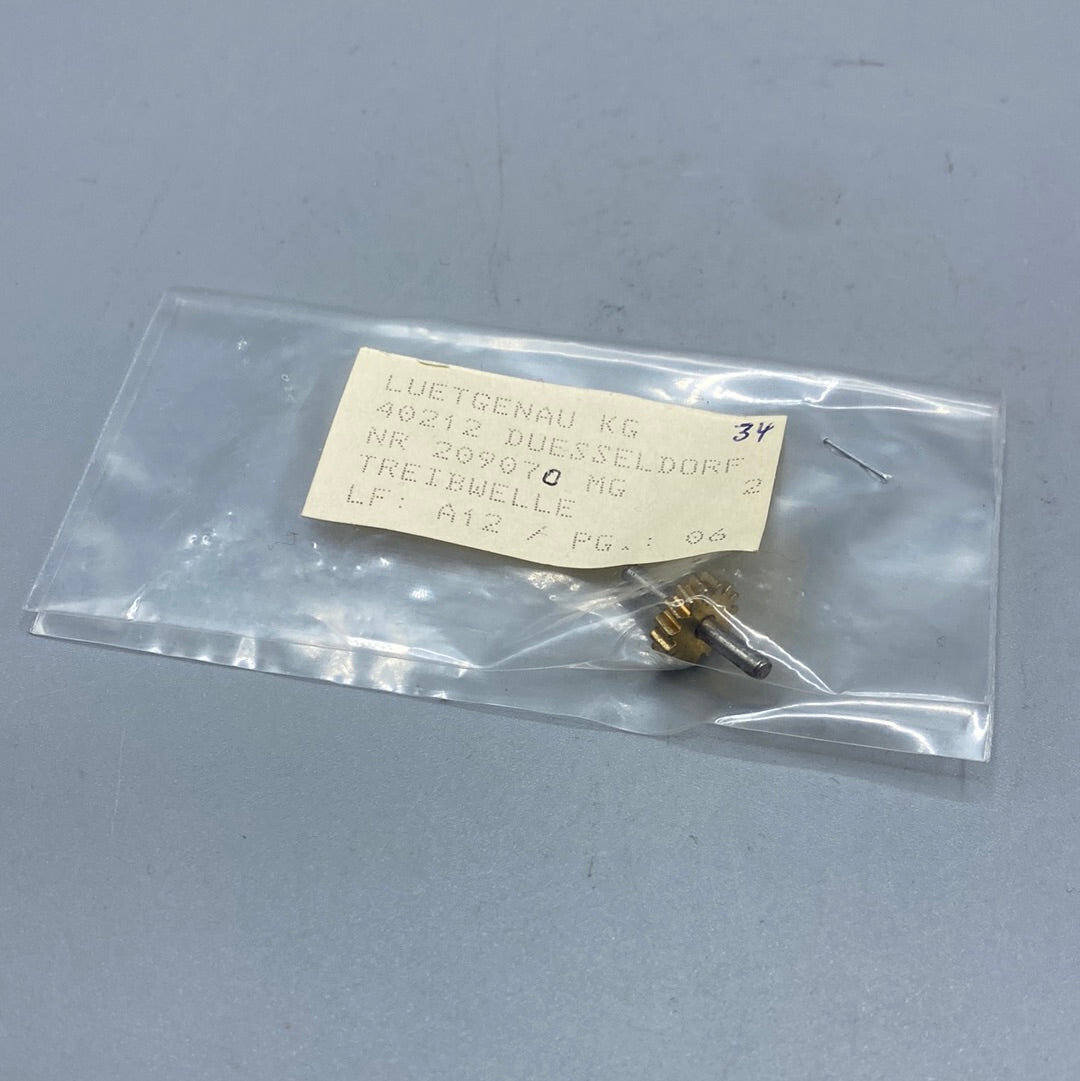 LUETGENAU KG
34
40212 DUESSELDORF
NR 209070 MG 2
TREIBWELLE
LF: A12 / PG.: 06